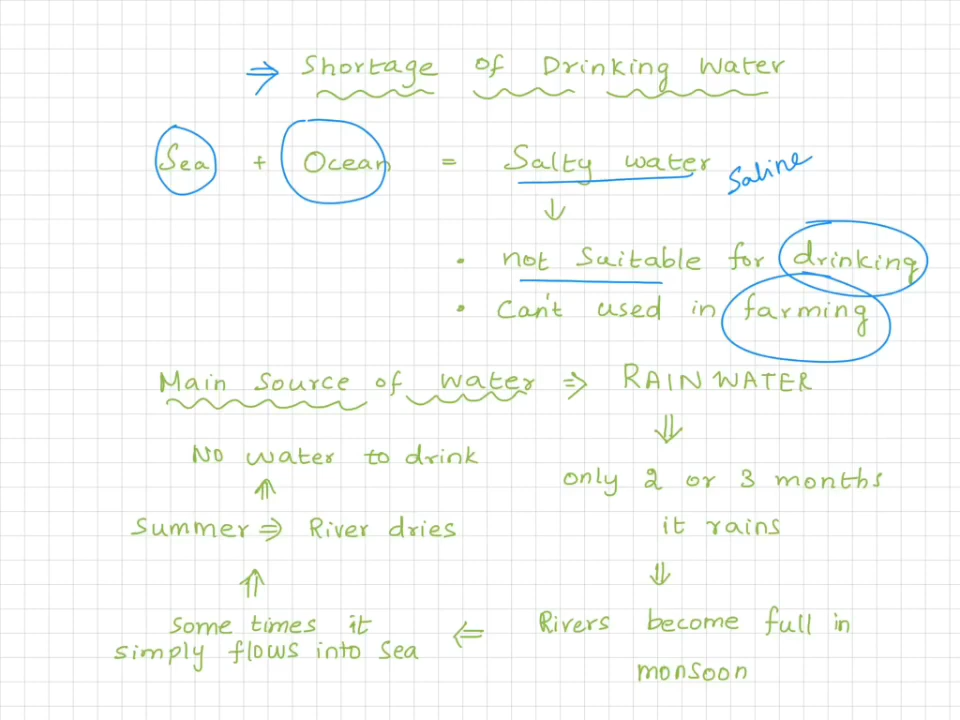 ⇒ Shortage of Drinking Water
Sea + Ocean = Salty water Saline
↓
• not suitable for drinking
• Can't used in farming
Main Source of water ⇒ RAINWATER
⇓
only 2 or 3 months
it rains
⇓
Rivers become full in
monsoon
⇐
Some times it
simply flows into Sea
⇑
Summer ⇒ River dries
⇑
No water to drink